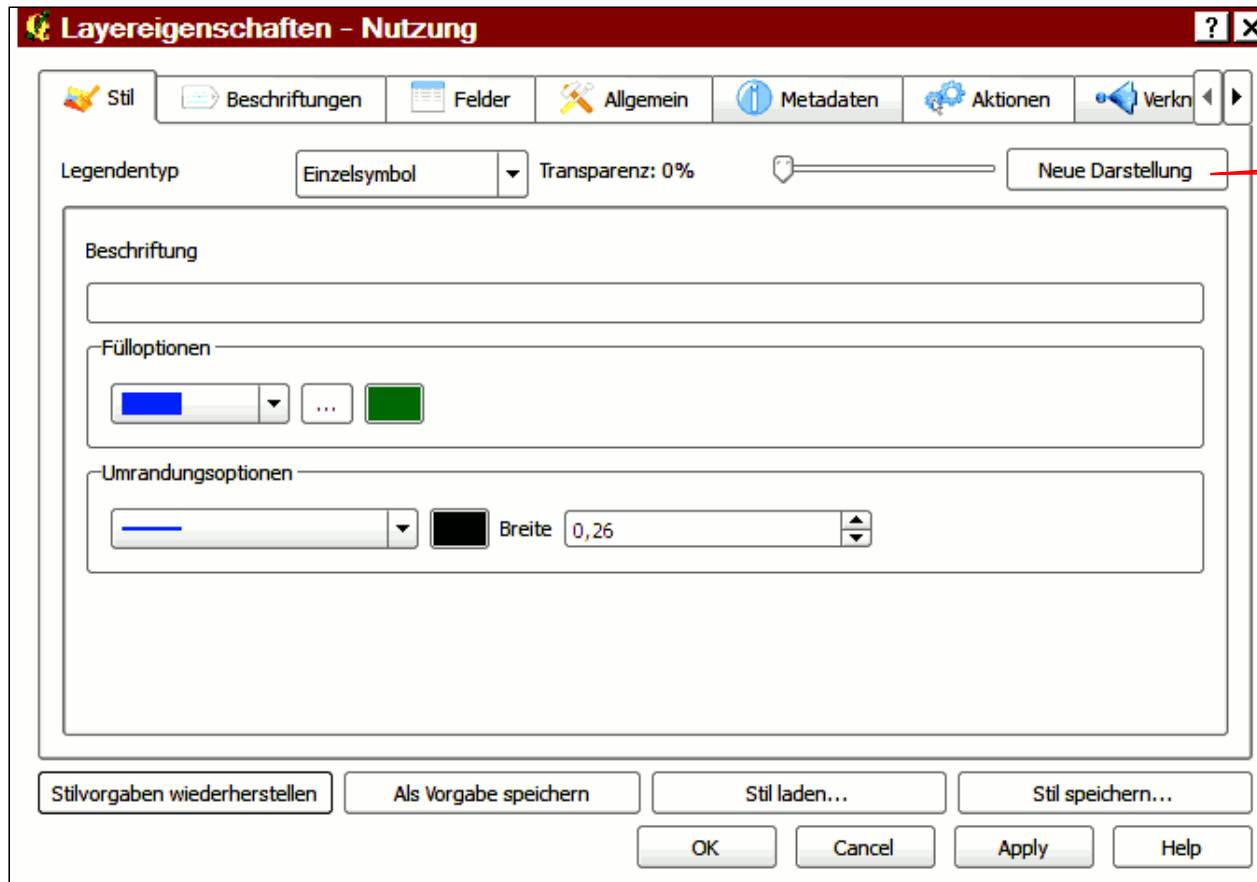 Layereigenschaften - Nutzung
Stil Beschriftungen Felder Allgemein Metadaten Aktionen Verkn
Legendentyp Einzelsymbol Transparenz: 0% Neue Darstellung
Beschriftung
Fülloptionen
...
Umrandungsoptionen
Breite 0,26
Stilvorgaben wiederherstellen Als Vorgabe speichern Stil laden... Stil speichern...
OK Cancel Apply Help